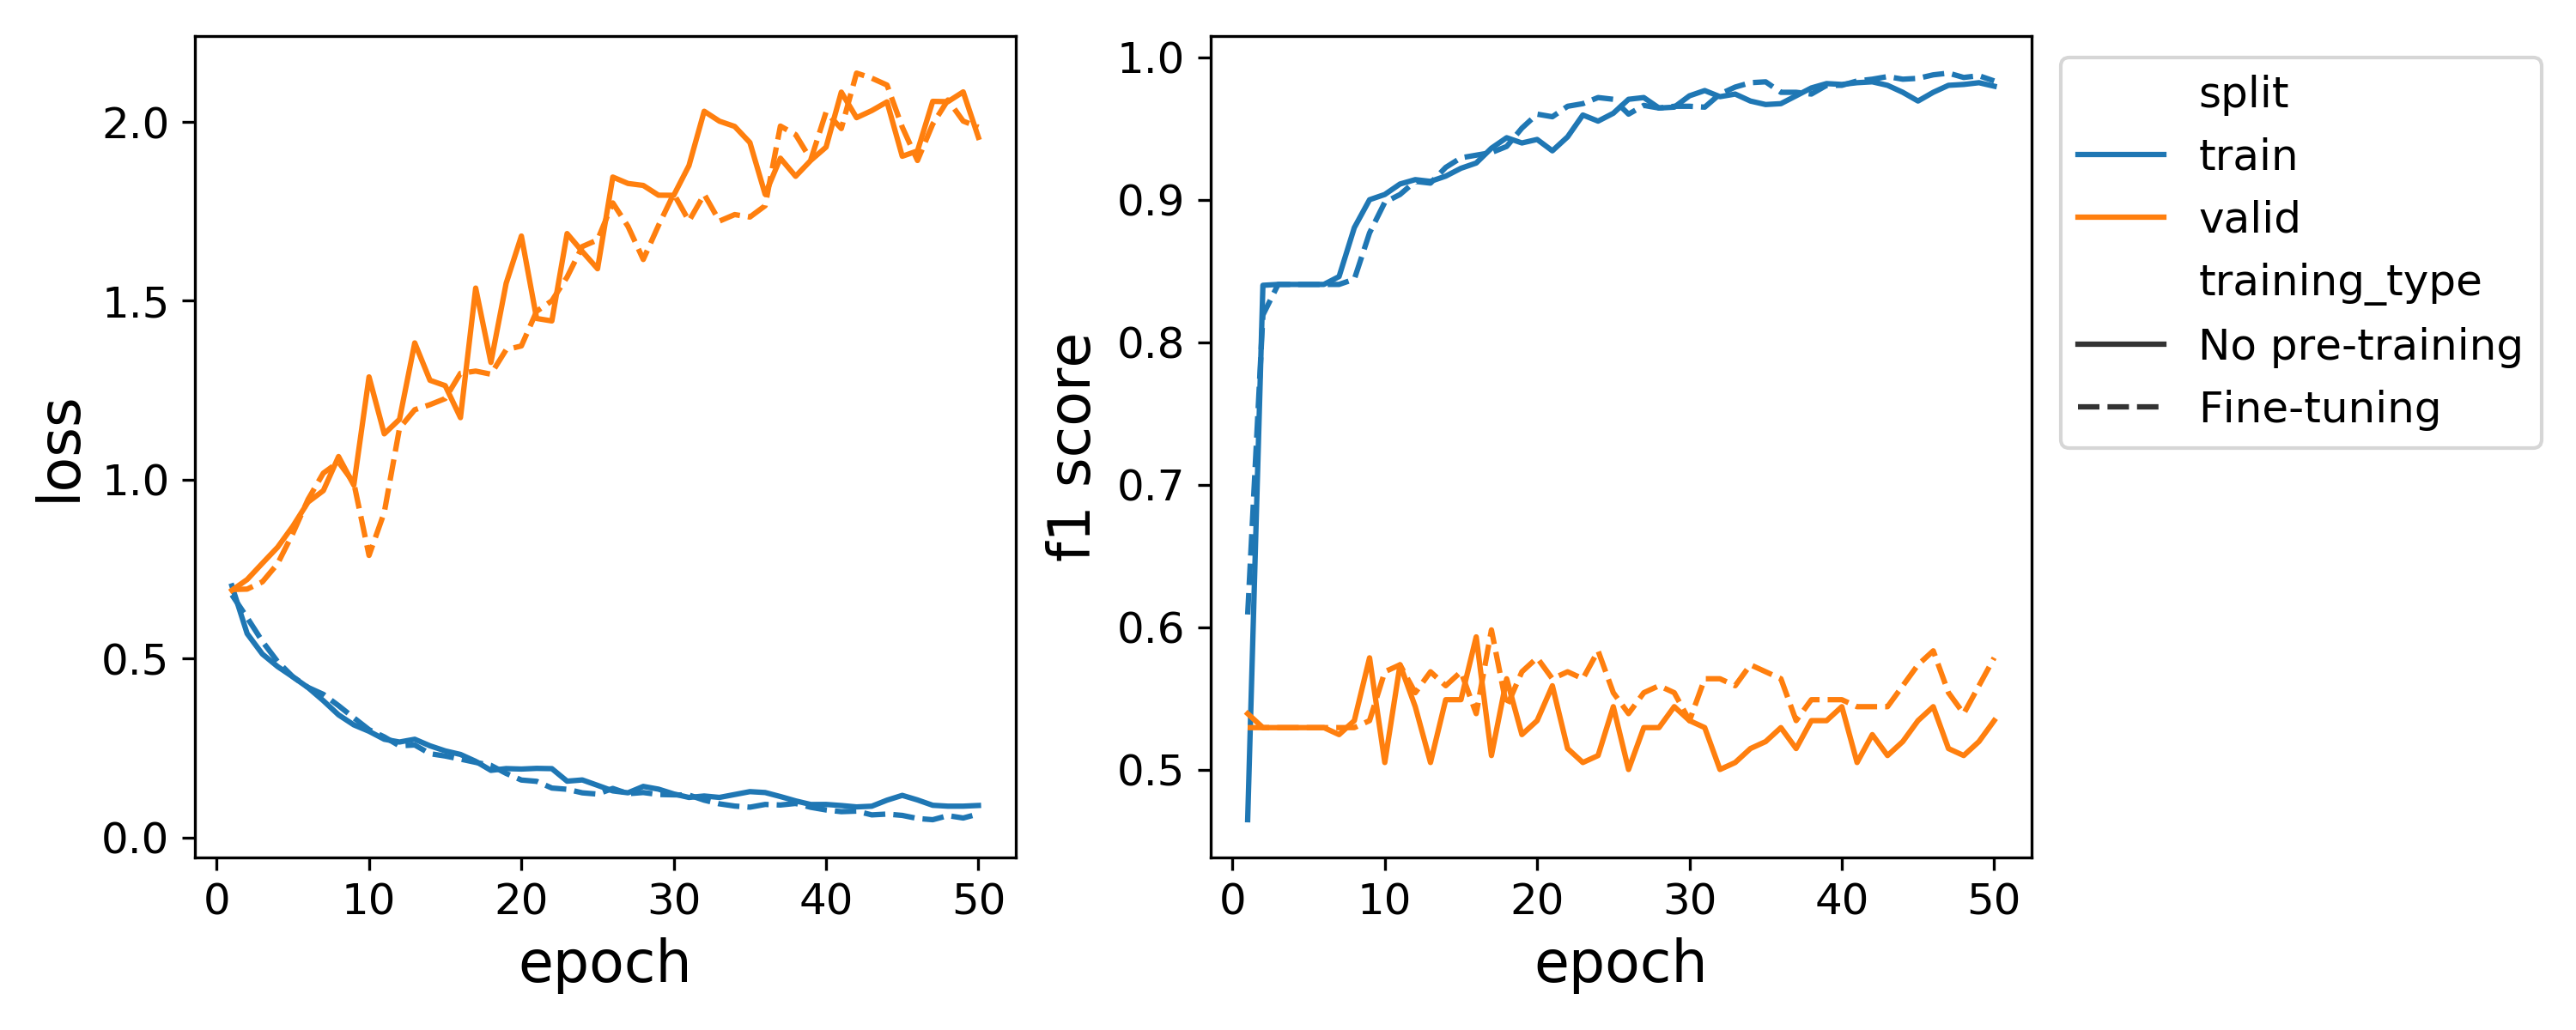 loss
2.0
1.5
1.0
0.5
0.0
0 10 20 30 40 50
epoch
f1 score
1.0
0.9
0.8
0.7
0.6
0.5
0 10 20 30 40 50
epoch
split
train
valid
training_type
No pre-training
Fine-tuning